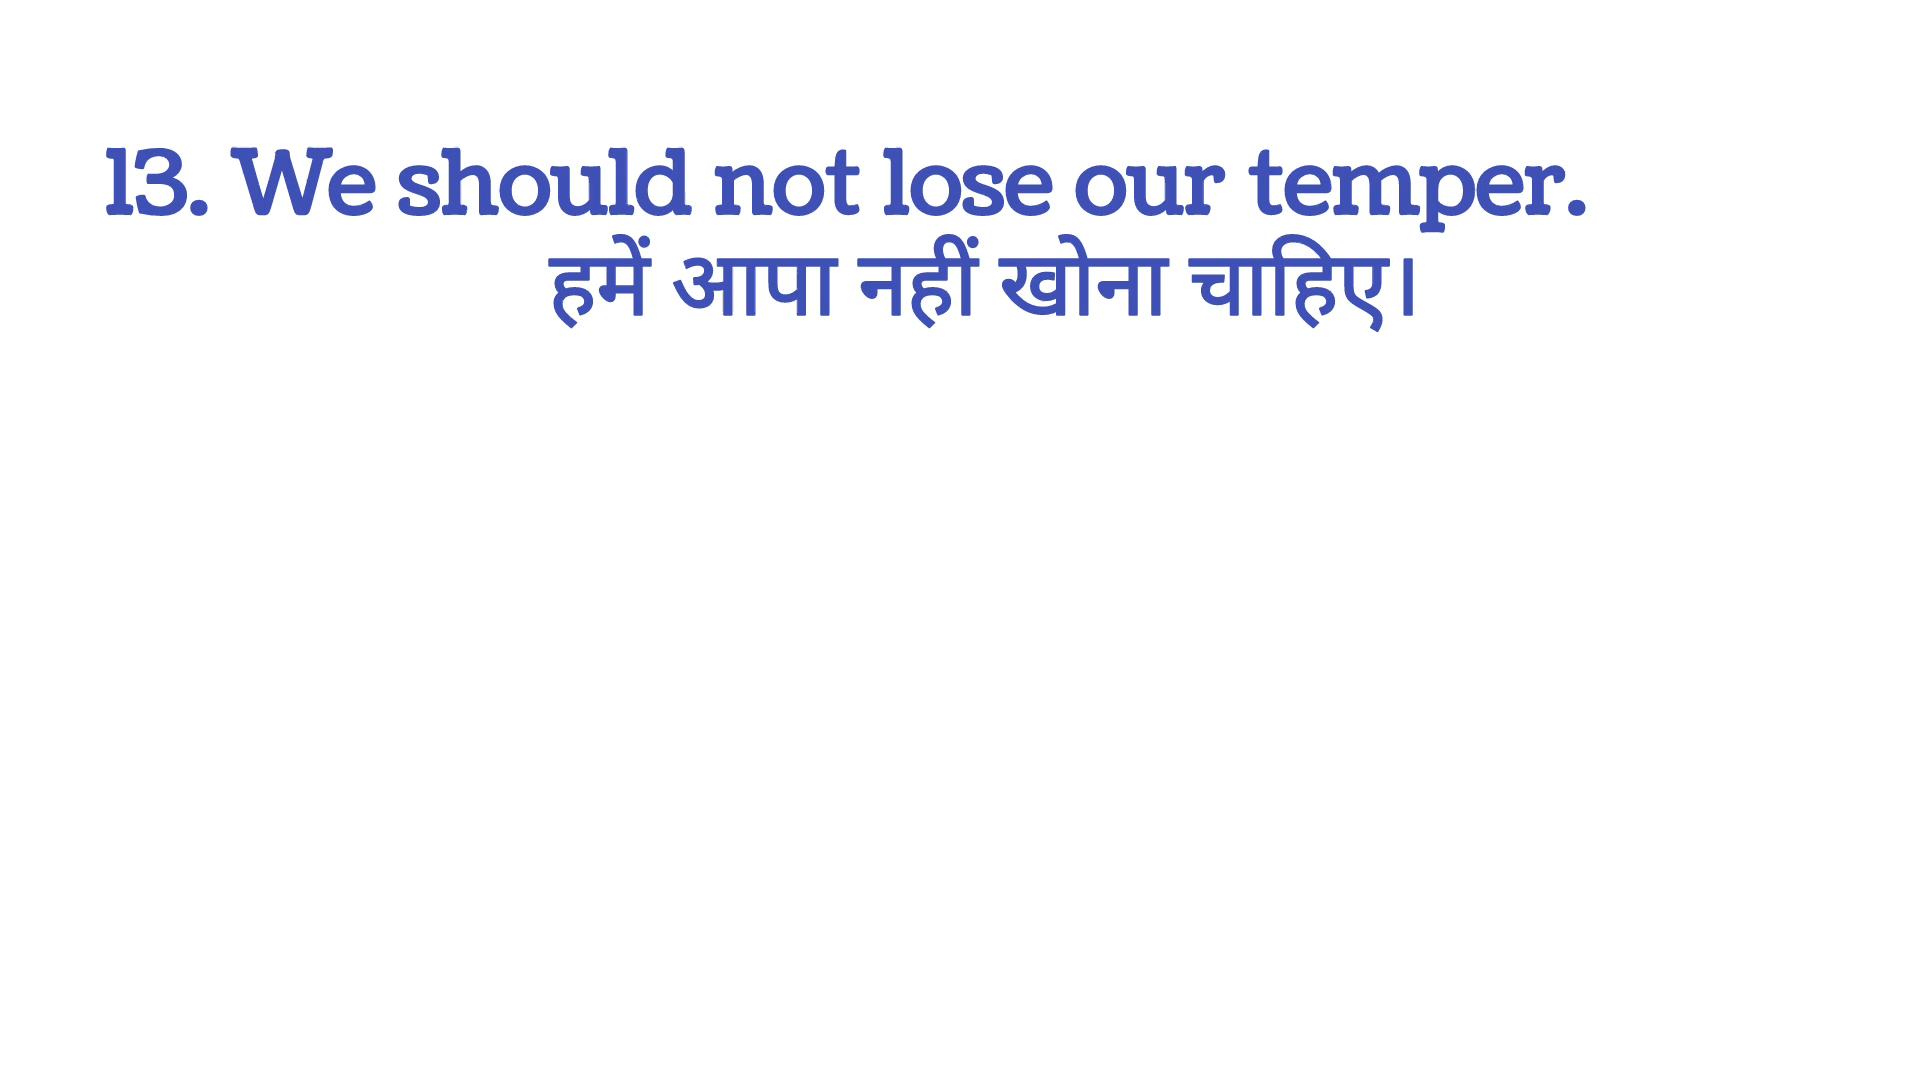 13. We should not lose our temper.
हमें आपा नहीं खोना चाहिए।